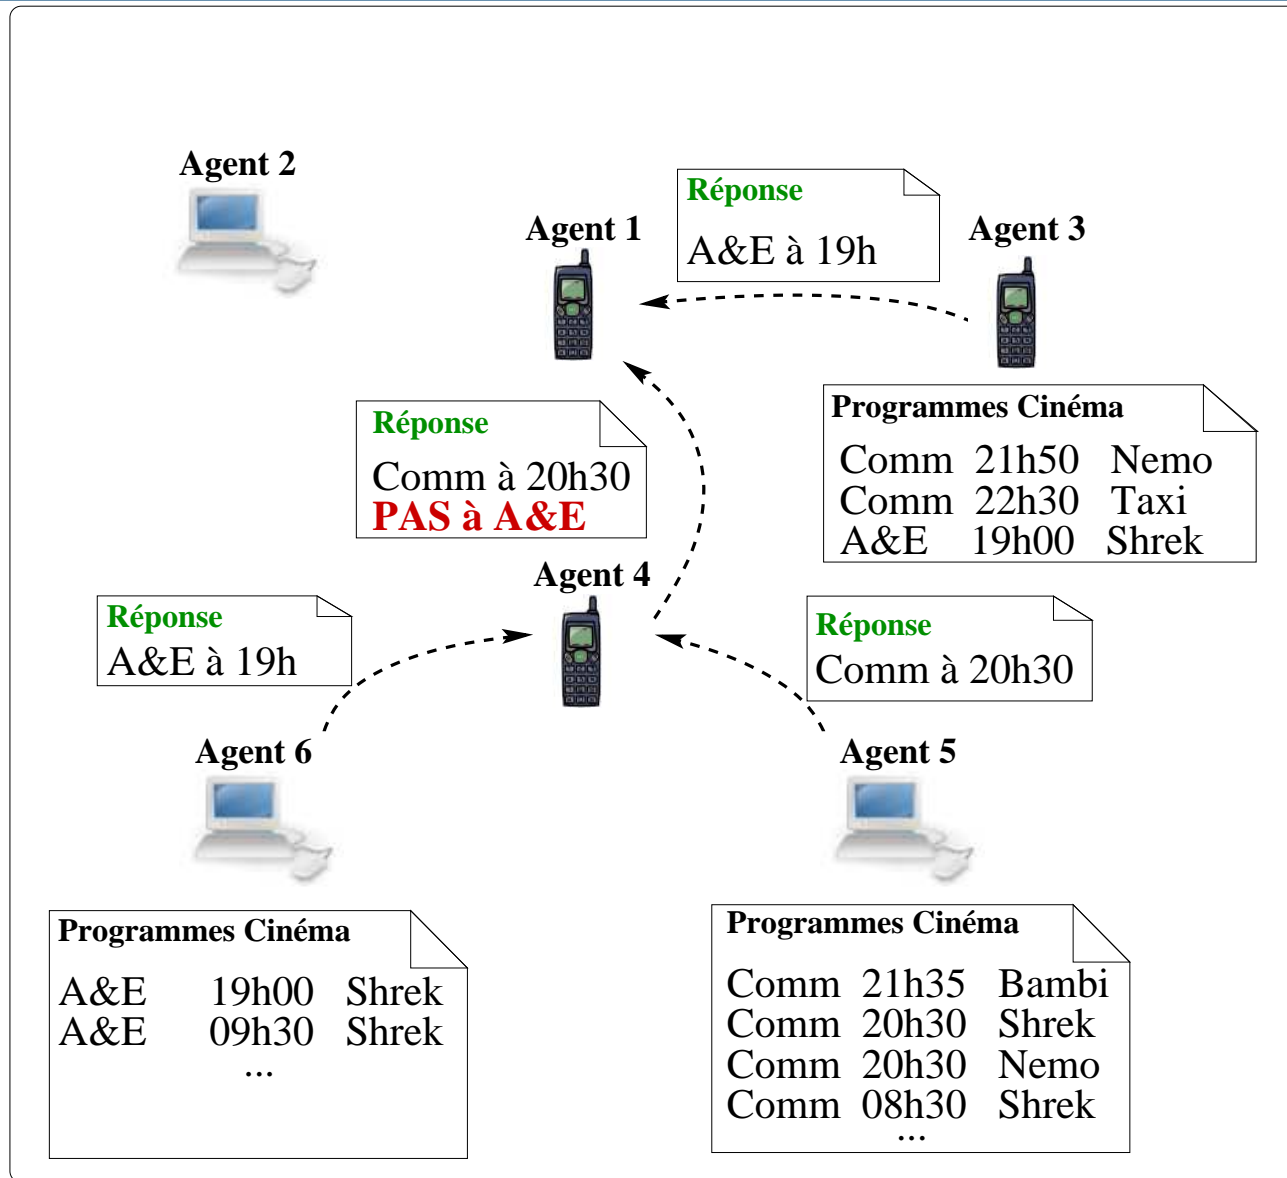 Agent 2
Agent 1
Réponse
A&E à 19h
Agent 3
Réponse
Comm à 20h30
PAS à A&E
Programmes Cinéma
Comm 21h50 Nemo
Comm 22h30 Taxi
A&E 19h00 Shrek
Agent 4
Réponse
A&E à 19h
Réponse
Comm à 20h30
Agent 6
Agent 5
Programmes Cinéma
A&E 19h00 Shrek
A&E 09h30 Shrek
...
Programmes Cinéma
Comm 21h35 Bambi
Comm 20h30 Shrek
Comm 20h30 Nemo
Comm 08h30 Shrek
...